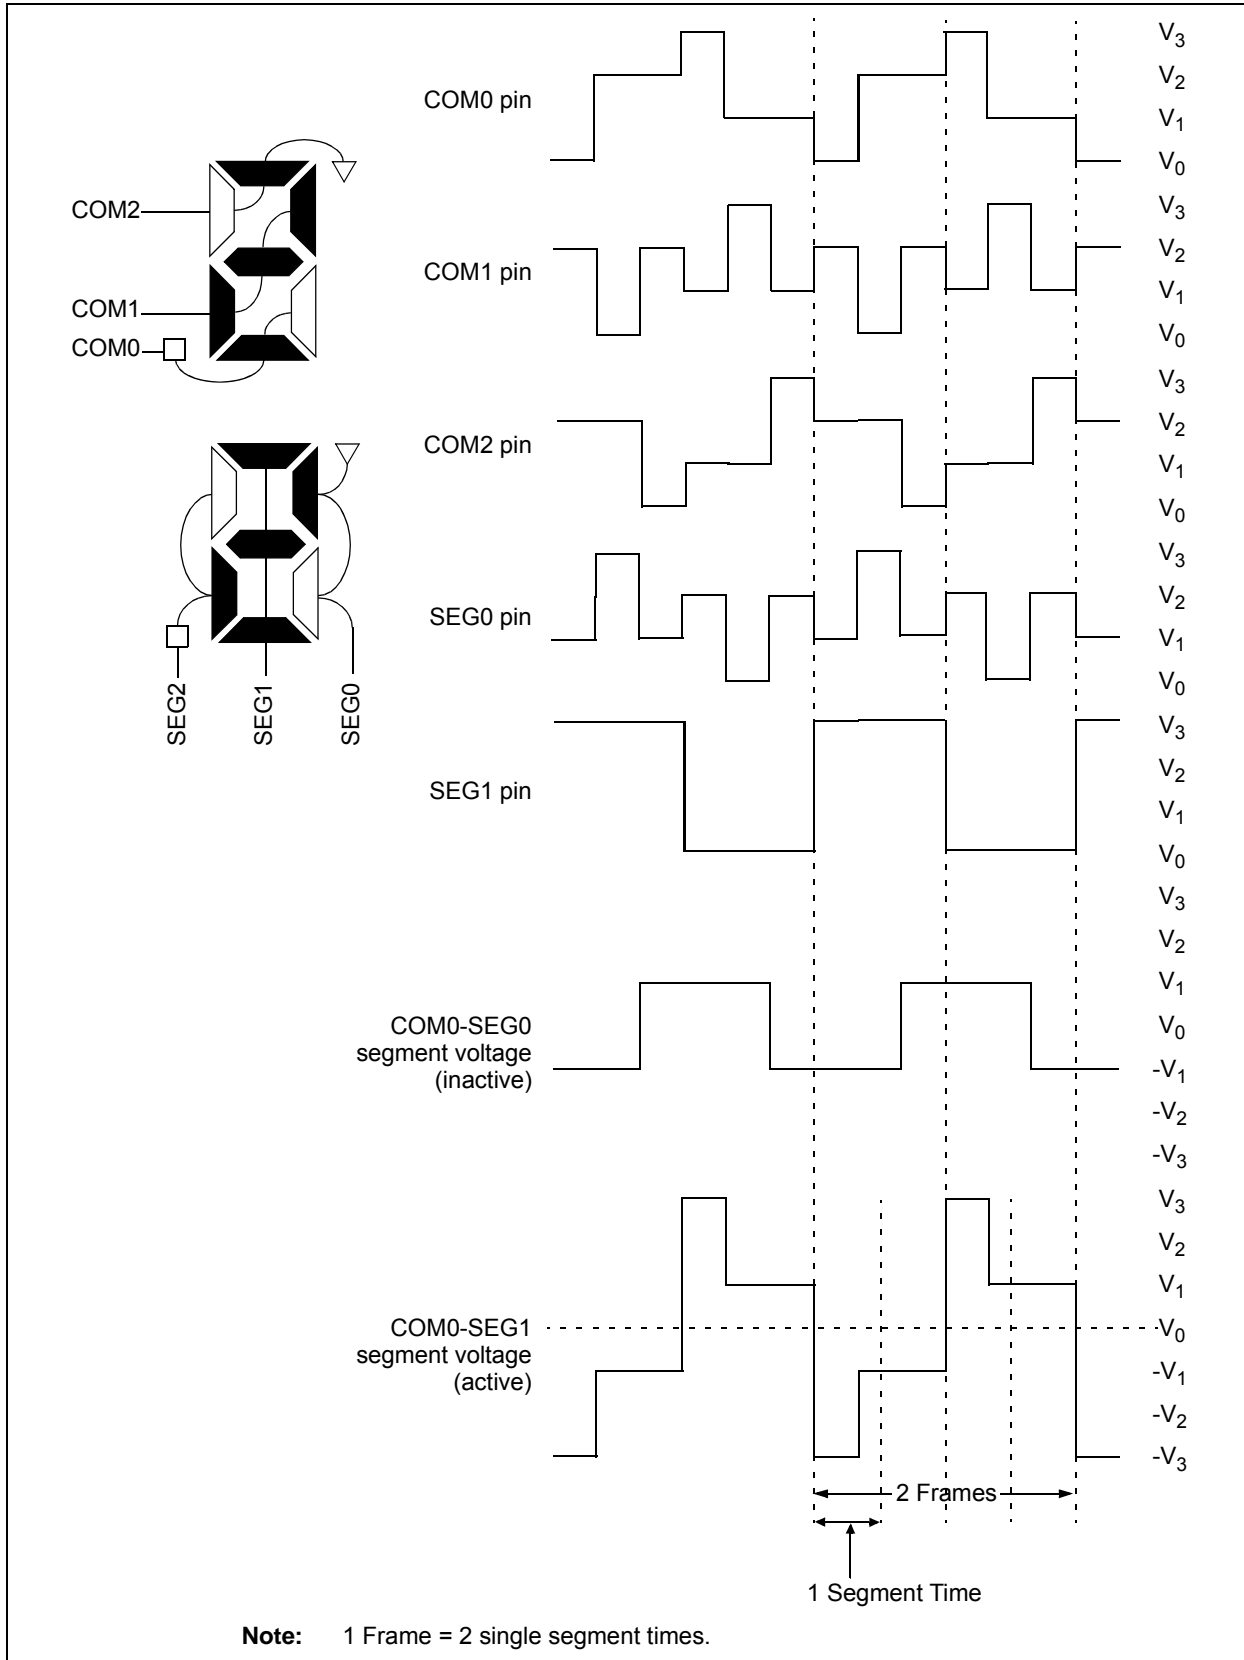 COM0 pin
V3
V2
V1
V0
COM2
COM1
COM0
COM1 pin
V3
V2
V1
V0
COM2 pin
V3
V2
V1
V0
SEG2
SEG1
SEG0
SEG0 pin
V3
V2
V1
V0
SEG1 pin
V3
V2
V1
V0
COM0-SEG0
segment voltage
(inactive)
V3
V2
V1
V0
-V1
-V2
-V3
COM0-SEG1
segment voltage
(active)
V3
V2
V1
V0
-V1
-V2
-V3
2 Frames
1 Segment Time
Note: 1 Frame = 2 single segment times.